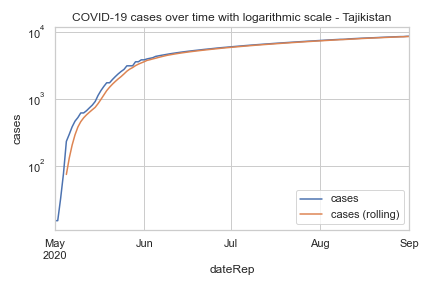 COVID-19 cases over time with logarithmic scale - Tajikistan
10⁴
10³
10²
cases
cases
cases (rolling)
May Jun Jul Aug Sep
2020
dateRep